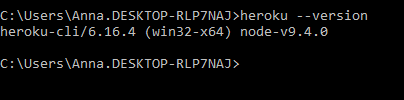 C:\Users\Anna.DESKTOP-RLP7NAJ>heroku --version
heroku-cli/6.16.4 (win32-x64) node-v9.4.0
C:\Users\Anna.DESKTOP-RLP7NAJ>